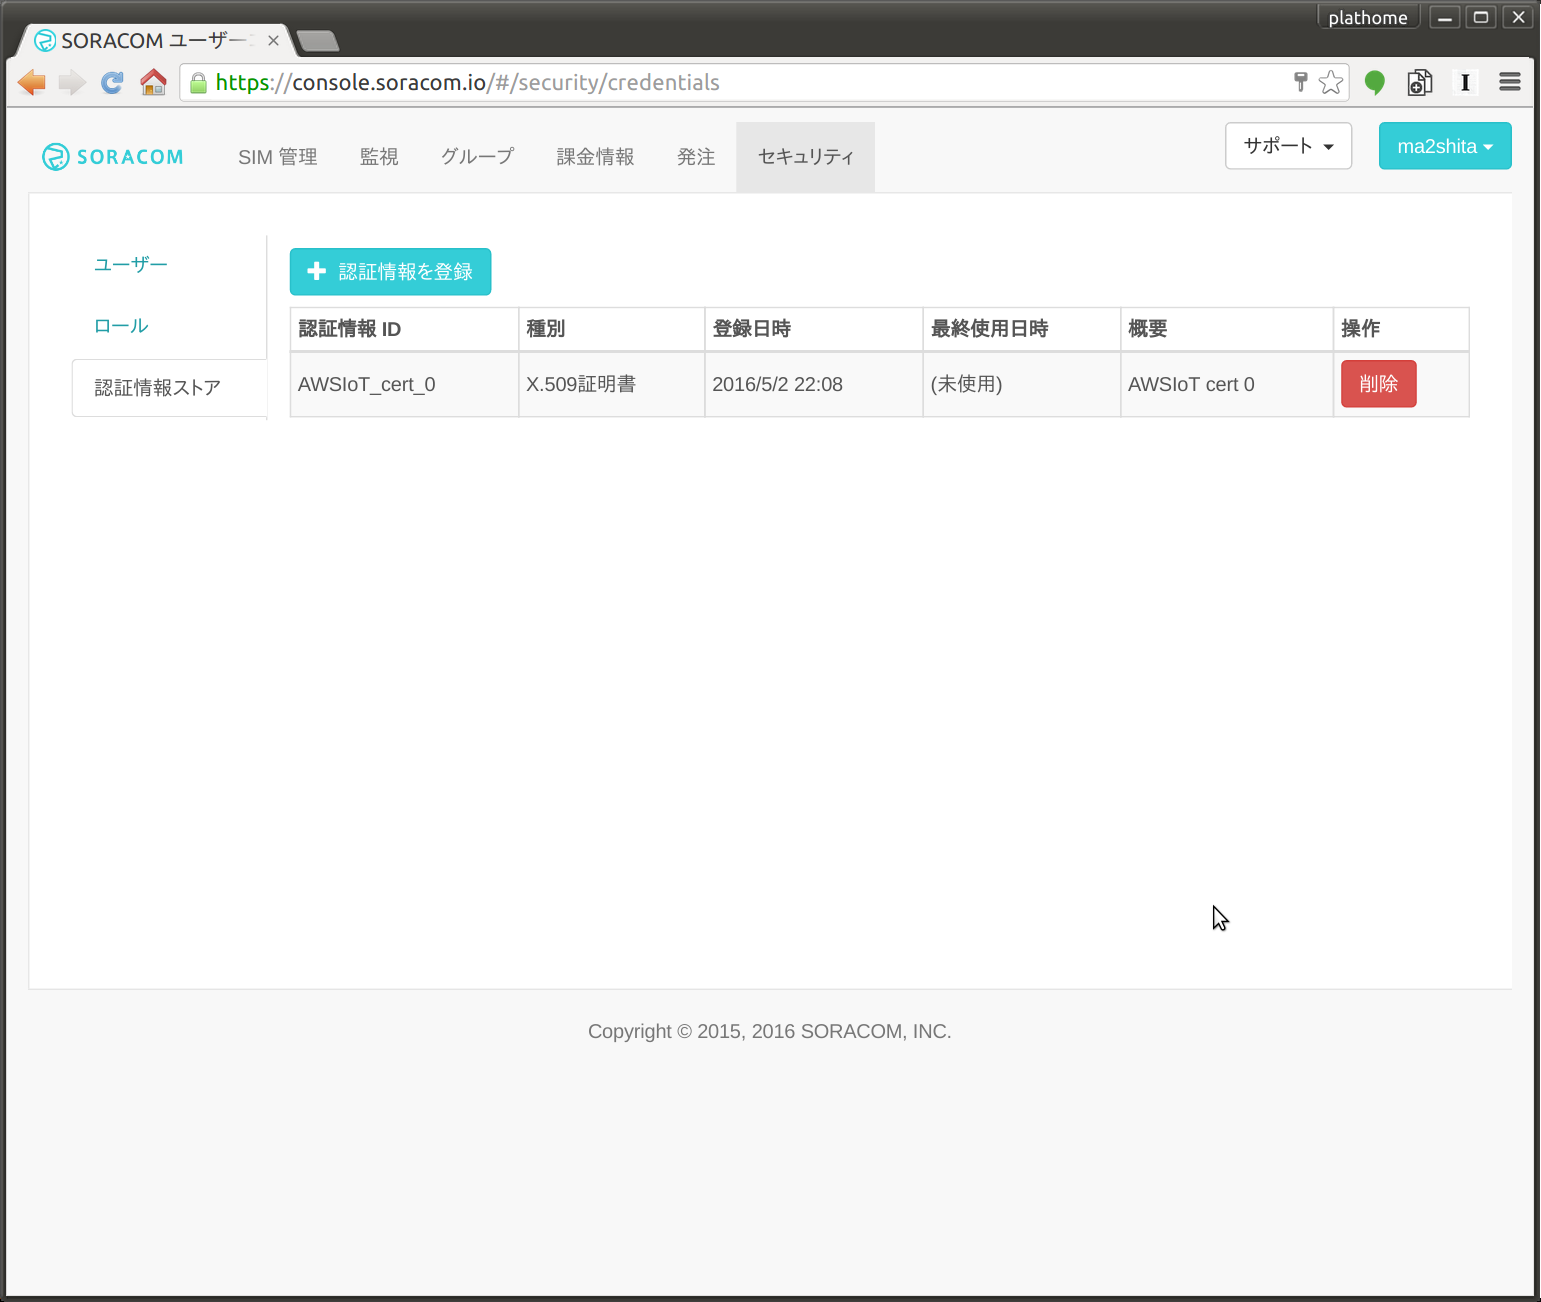 plathome
SORACOM ユーザー
https://console.soracom.io/#/security/credentials
SORACOM SIM 管理 監視 グループ 課金情報 発注 セキュリティ サポート ma2shita
ユーザー
ロール
認証情報ストア
認証情報を登録
認証情報 ID 種別 登録日時 最終使用日時 概要 操作
AWSIoT_cert_0 X.509証明書 2016/5/2 22:08 (未使用) AWSIoT cert 0 削除
Copyright © 2015, 2016 SORACOM, INC.